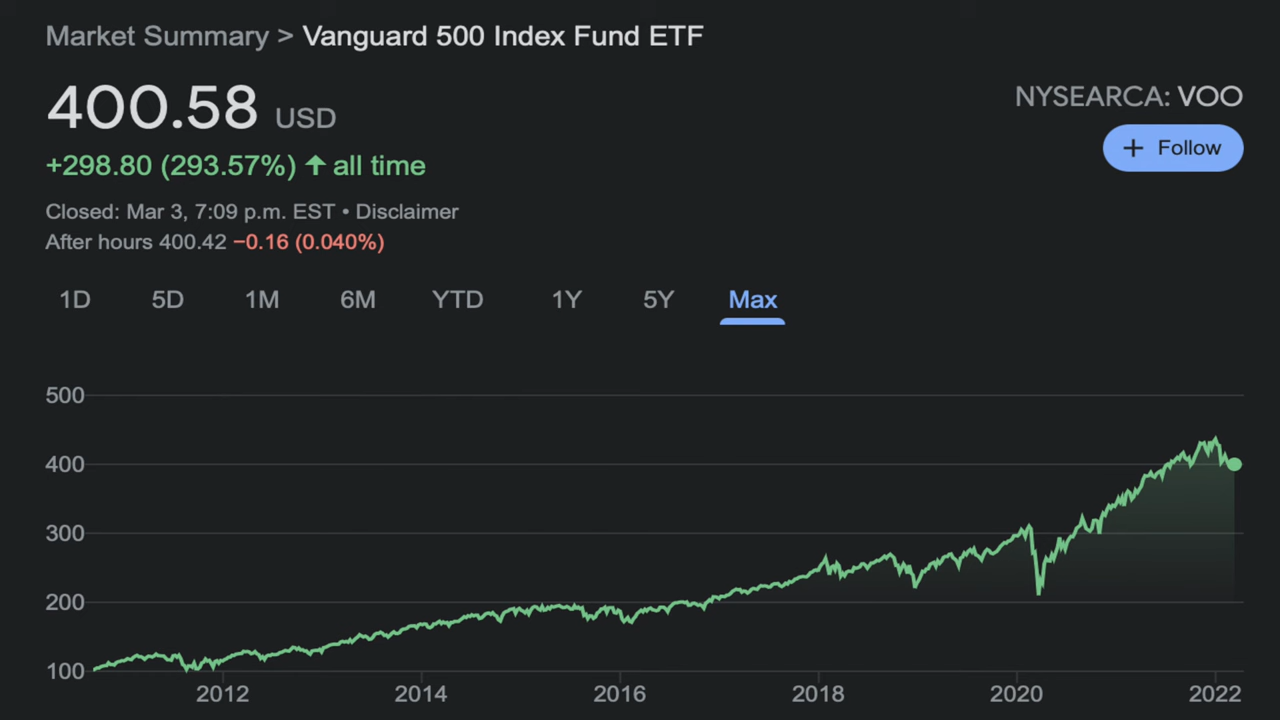 Market Summary > Vanguard 500 Index Fund ETF
400.58 USD
NYSEARCA: VOO
+ Follow
+298.80 (293.57%) ↑ all time
Closed: Mar 3, 7:09 p.m. EST • Disclaimer
After hours 400.42 −0.16 (0.040%)
1D 5D 1M 6M YTD 1Y 5Y Max
500
400
300
200
100
2012 2014 2016 2018 2020 2022